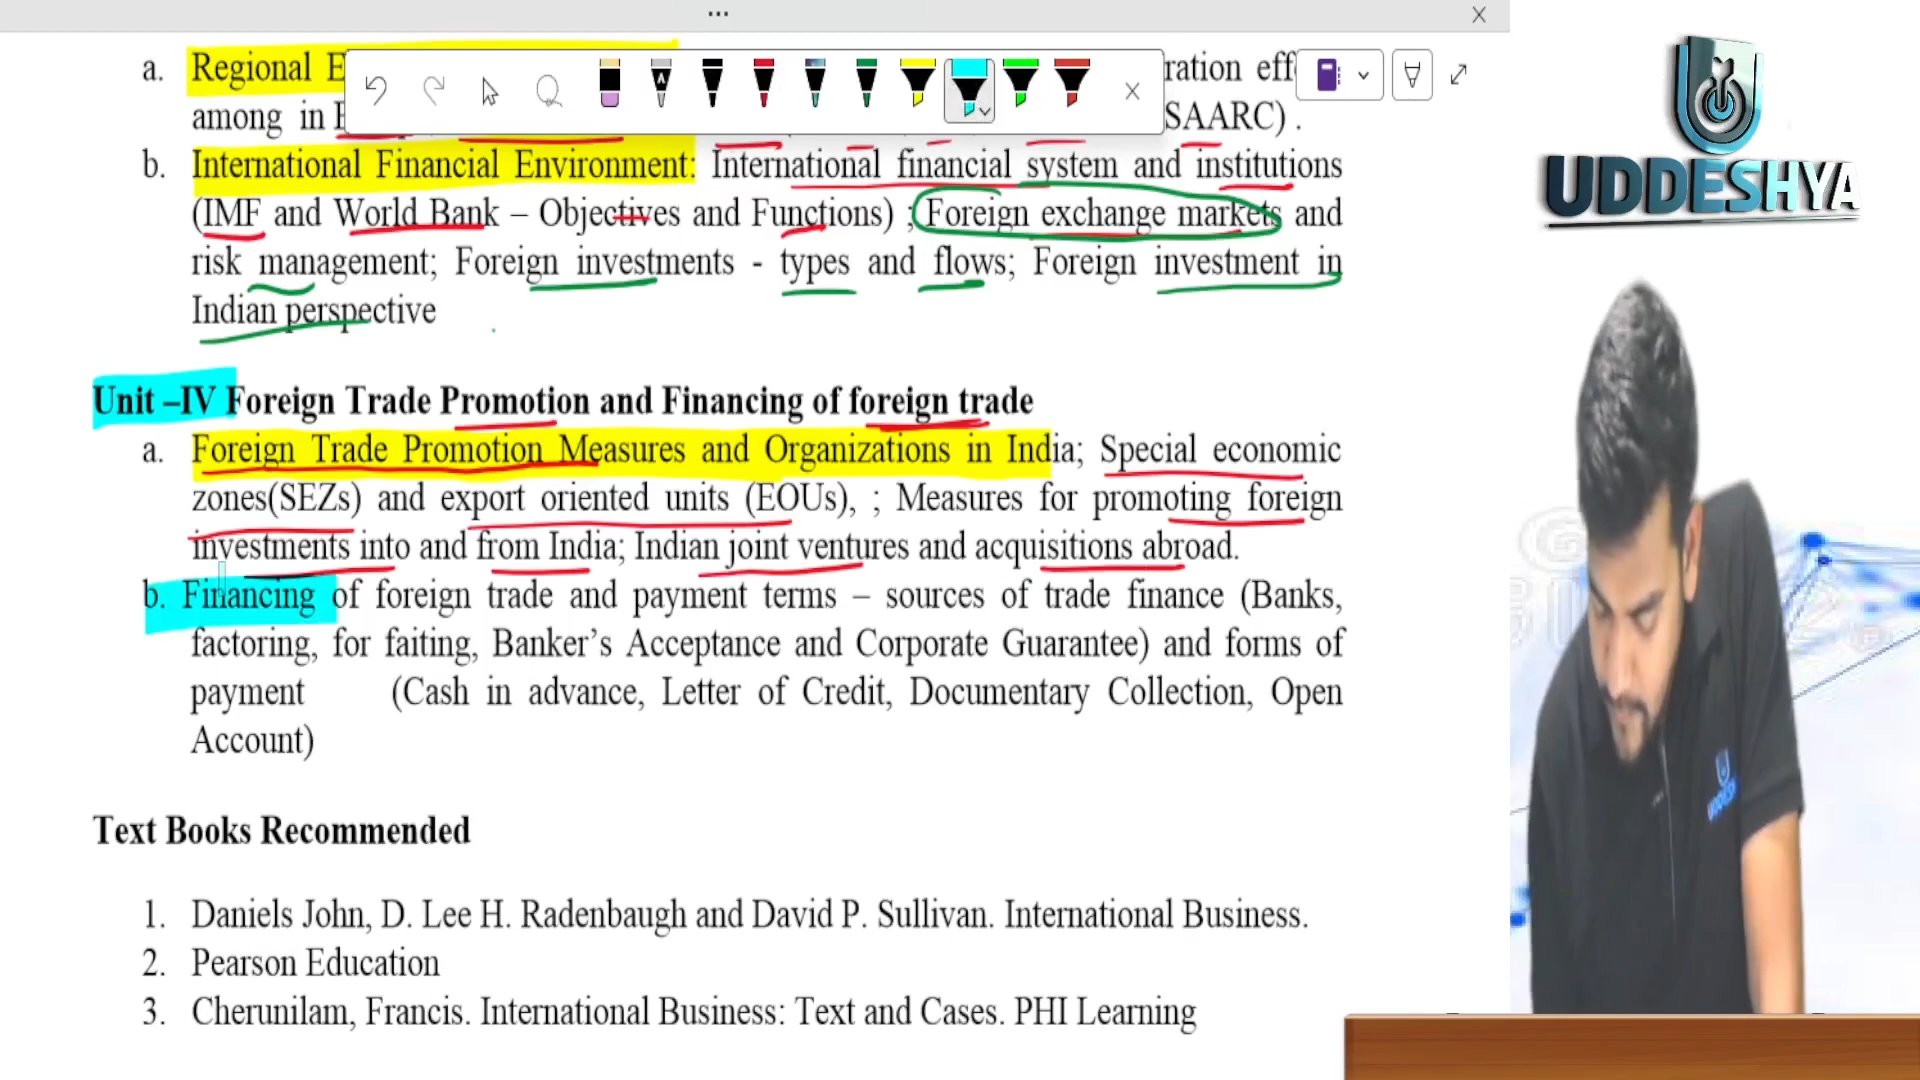 a. Regional E ration eff
among in SAARC) .
b. International Financial Environment: International financial system and institutions
(IMF and World Bank – Objectives and Functions) ; Foreign exchange markets and
risk management; Foreign investments - types and flows; Foreign investment in
Indian perspective
Unit –IV Foreign Trade Promotion and Financing of foreign trade
a. Foreign Trade Promotion Measures and Organizations in India; Special economic
zones(SEZs) and export oriented units (EOUs), ; Measures for promoting foreign
investments into and from India; Indian joint ventures and acquisitions abroad.
b. Financing of foreign trade and payment terms – sources of trade finance (Banks,
factoring, for faiting, Banker’s Acceptance and Corporate Guarantee) and forms of
payment (Cash in advance, Letter of Credit, Documentary Collection, Open
Account)
Text Books Recommended
1. Daniels John, D. Lee H. Radenbaugh and David P. Sullivan. International Business.
2. Pearson Education
3. Cherunilam, Francis. International Business: Text and Cases. PHI Learning
UDDESHYA
UDDESH